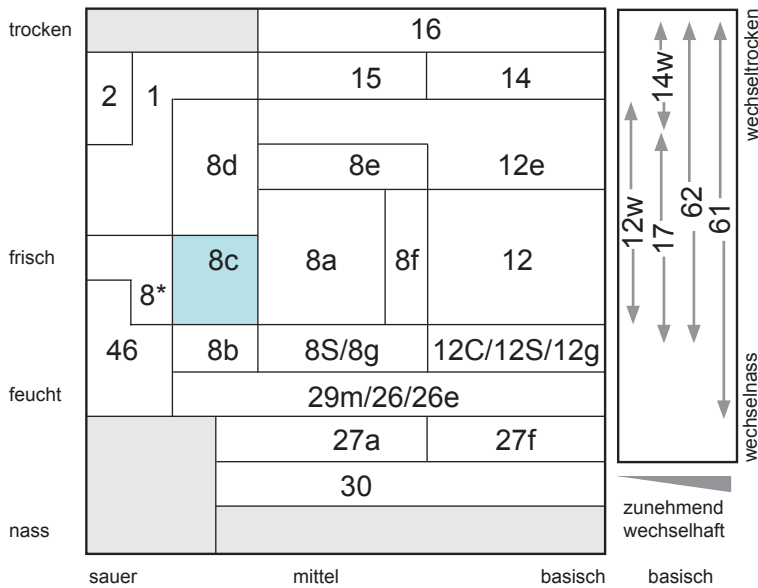 trocken
16
15
14
2
1
8d
8e
12e
frisch
8c
8a
8f
12
8*
46
8b
8S/8g
12C/12S/12g
feucht
29m/26/26e
27a
27f
30
nass
sauer
mittel
basisch
wechseltrocken
14w
12w
17
62
61
wechselnass
zunehmend
wechselhaft
basisch